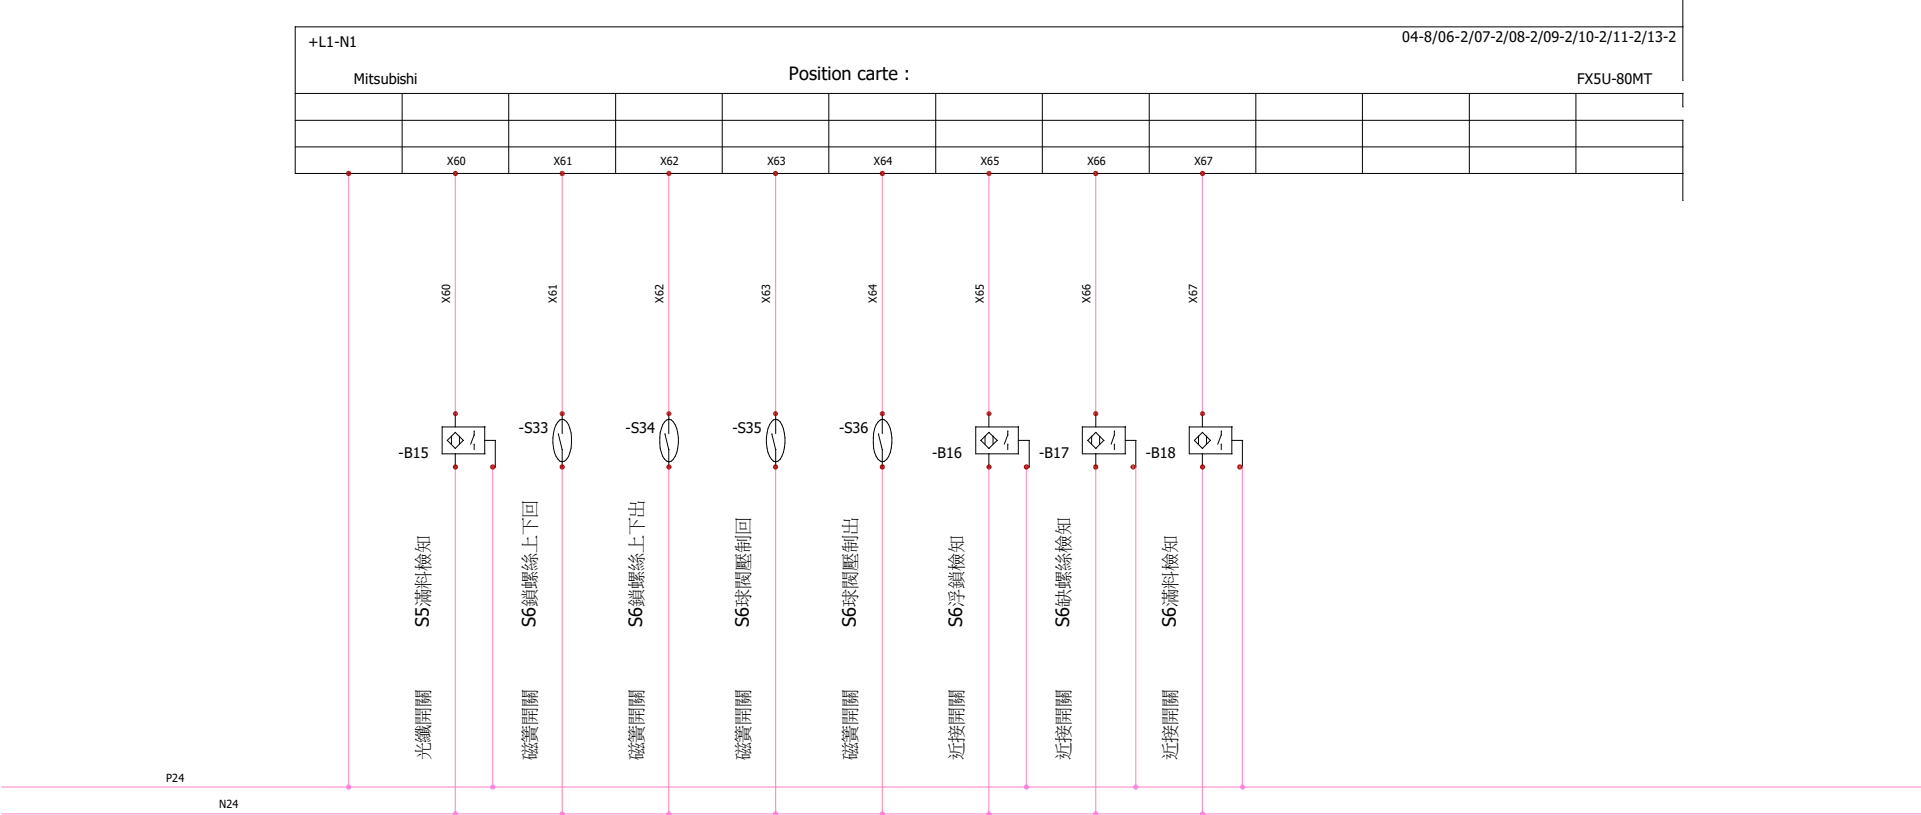 +L1-N1
04-8/06-2/07-2/08-2/09-2/10-2/11-2/13-2
Mitsubishi
Position carte :
FX5U-80MT
X60
X61
X62
X63
X64
X65
X66
X67
X60
X61
X62
X63
X64
X65
X66
X67
-B15
-S33
-S34
-S35
-S36
-B16
-B17
-B18
S5滿料檢知
S6鎖螺絲上下回
S6鎖螺絲上下出
S6球閥壓制回
S6球閥壓制出
S6浮鎖檢知
S6缺螺絲檢知
S6滿料檢知
光纖開關
磁簧開關
磁簧開關
磁簧開關
磁簧開關
近接開關
近接開關
近接開關
P24
N24